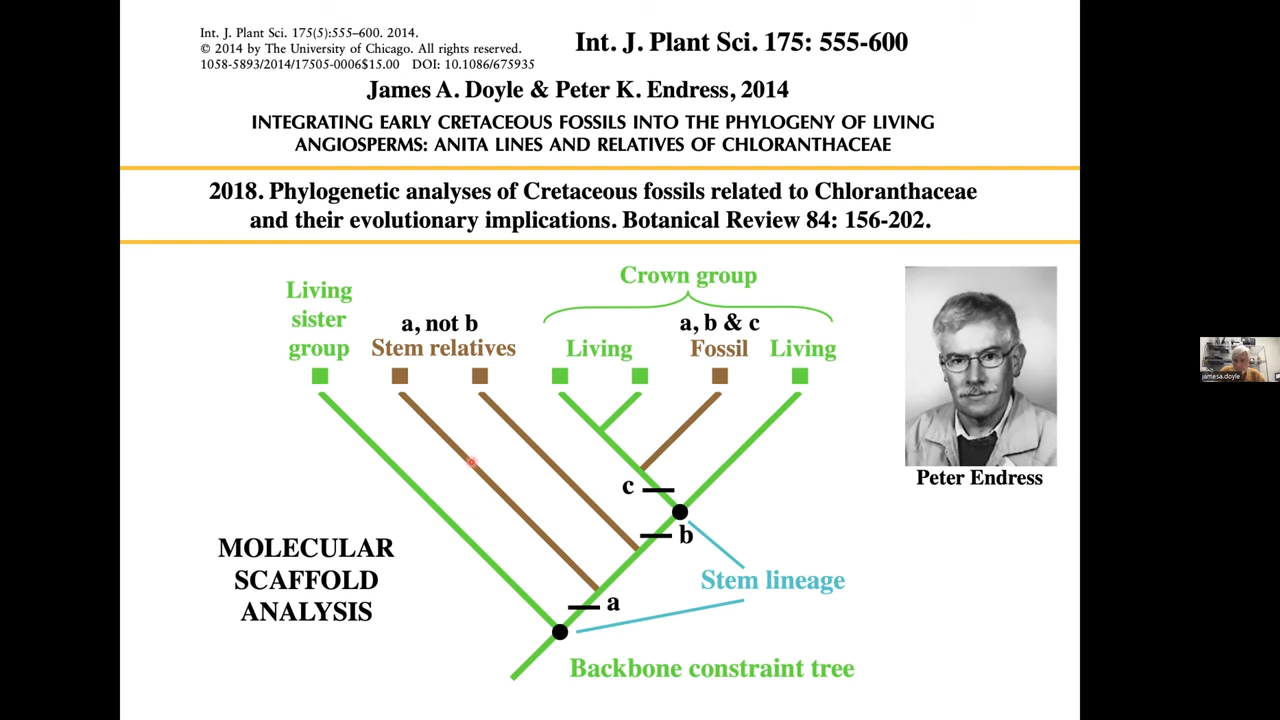 Int. J. Plant Sci. 175(5):555–600. 2014.
© 2014 by The University of Chicago. All rights reserved.
1058-5893/2014/17505-0006$15.00 DOI: 10.1086/675935
Int. J. Plant Sci. 175: 555-600
James A. Doyle & Peter K. Endress, 2014
INTEGRATING EARLY CRETACEOUS FOSSILS INTO THE PHYLOGENY OF LIVING
ANGIOSPERMS: ANITA LINES AND RELATIVES OF CHLORANTHACEAE
2018. Phylogenetic analyses of Cretaceous fossils related to Chloranthaceae
and their evolutionary implications. Botanical Review 84: 156-202.
Crown group
Living
sister
group
a, not b
Stem relatives
Living
a, b & c
Fossil
Living
c
b
a
Stem lineage
MOLECULAR
SCAFFOLD
ANALYSIS
Backbone constraint tree
Peter Endress
jamesa.doyle